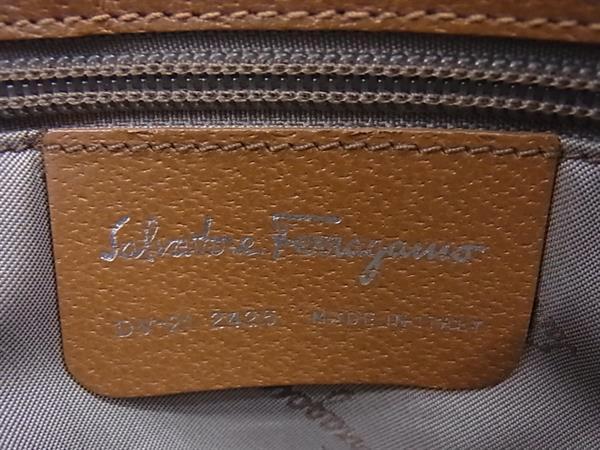 Salvatore Ferragamo
DY-21 2425 MADE IN ITALY